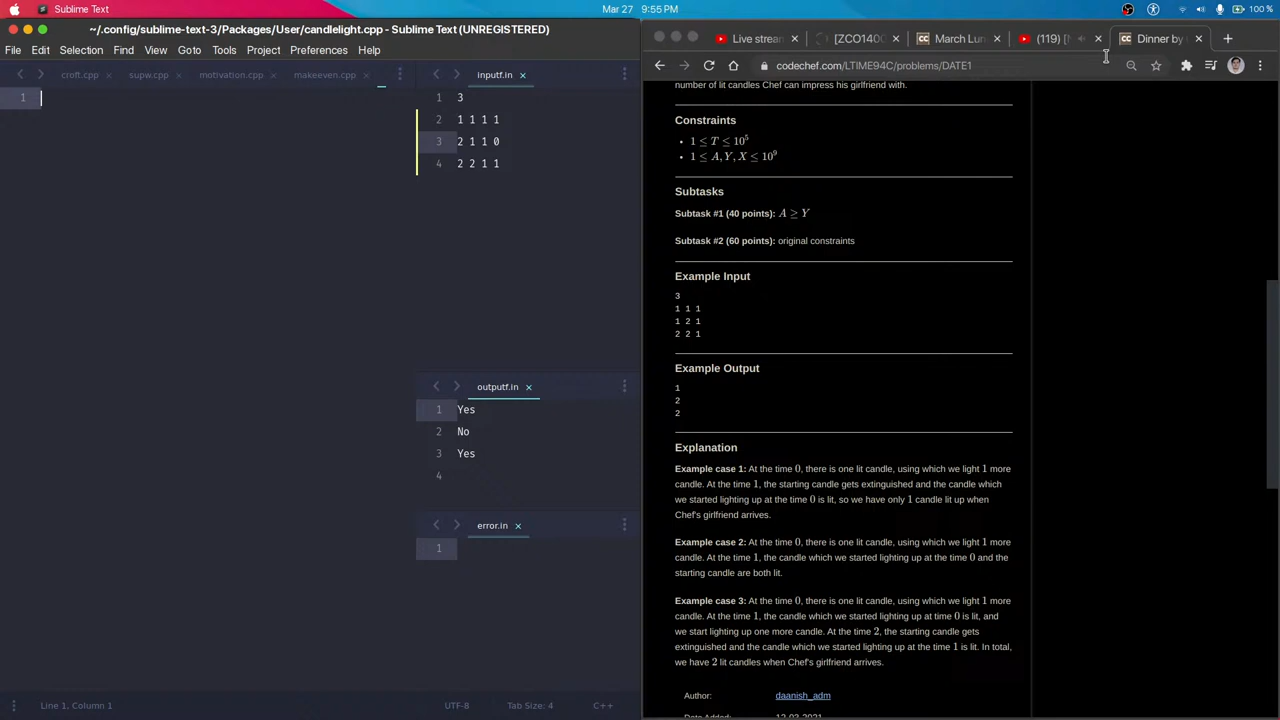 Sublime Text
Mar 27 9:55 PM
100 %
~/.config/sublime-text-3/Packages/User/candlelight.cpp - Sublime Text (UNREGISTERED)
File Edit Selection Find View Goto Tools Project Preferences Help
croft.cpp × supw.cpp × motivation.cpp × makeeven.cpp ×
1
inputf.in ×
1 3
2 1 1 1 1
3 2 1 1 0
4 2 2 1 1
outputf.in ×
1 Yes
2 No
3 Yes
4
error.in ×
1
Line 1, Column 1
UTF-8 Tab Size: 4 C++
Live strean × [ZCO1400 × March Lun × (119) [ × Dinner by ×
codechef.com/LTIME94C/problems/DATE1
number of lit candles Chef can impress his girlfriend with.
Constraints
• 1 ≤ T ≤ 10^5
• 1 ≤ A, Y, X ≤ 10^9
Subtasks
Subtask #1 (40 points): A ≥ Y
Subtask #2 (60 points): original constraints
Example Input
3
1 1 1
1 2 1
2 2 1
Example Output
1
2
2
Explanation
Example case 1: At the time 0, there is one lit candle, using which we light 1 more
candle. At the time 1, the starting candle gets extinguished and the candle which
we started lighting up at the time 0 is lit, so we have only 1 candle lit up when
Chef's girlfriend arrives.
Example case 2: At the time 0, there is one lit candle, using which we light 1 more
candle. At the time 1, the candle which we started lighting up at the time 0 and the
starting candle are both lit.
Example case 3: At the time 0, there is one lit candle, using which we light 1 more
candle. At the time 1, the candle which we started lighting up at time 0 is lit, and
we start lighting up one more candle. At the time 2, the starting candle gets
extinguished and the candle which we started lighting up at the time 1 is lit. In total,
we have 2 lit candles when Chef's girlfriend arrives.
Author: daanish_adm